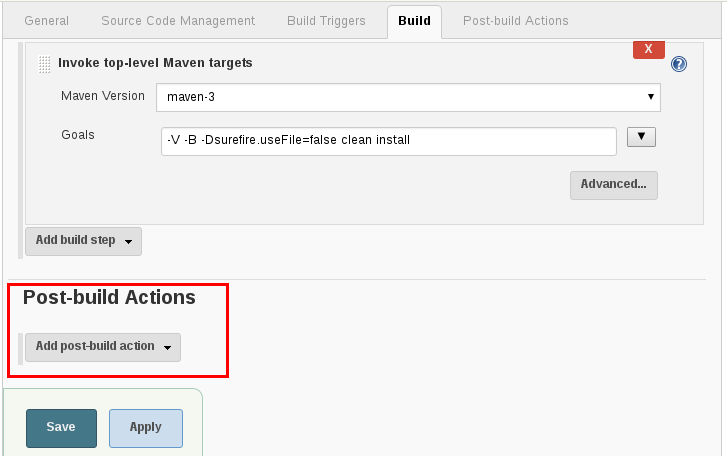 General Source Code Management Build Triggers Build Post-build Actions
X
Invoke top-level Maven targets ?
Maven Version maven-3
Goals -V -B -Dsurefire.useFile=false clean install
Advanced...
Add build step
Post-build Actions
Add post-build action
Save Apply